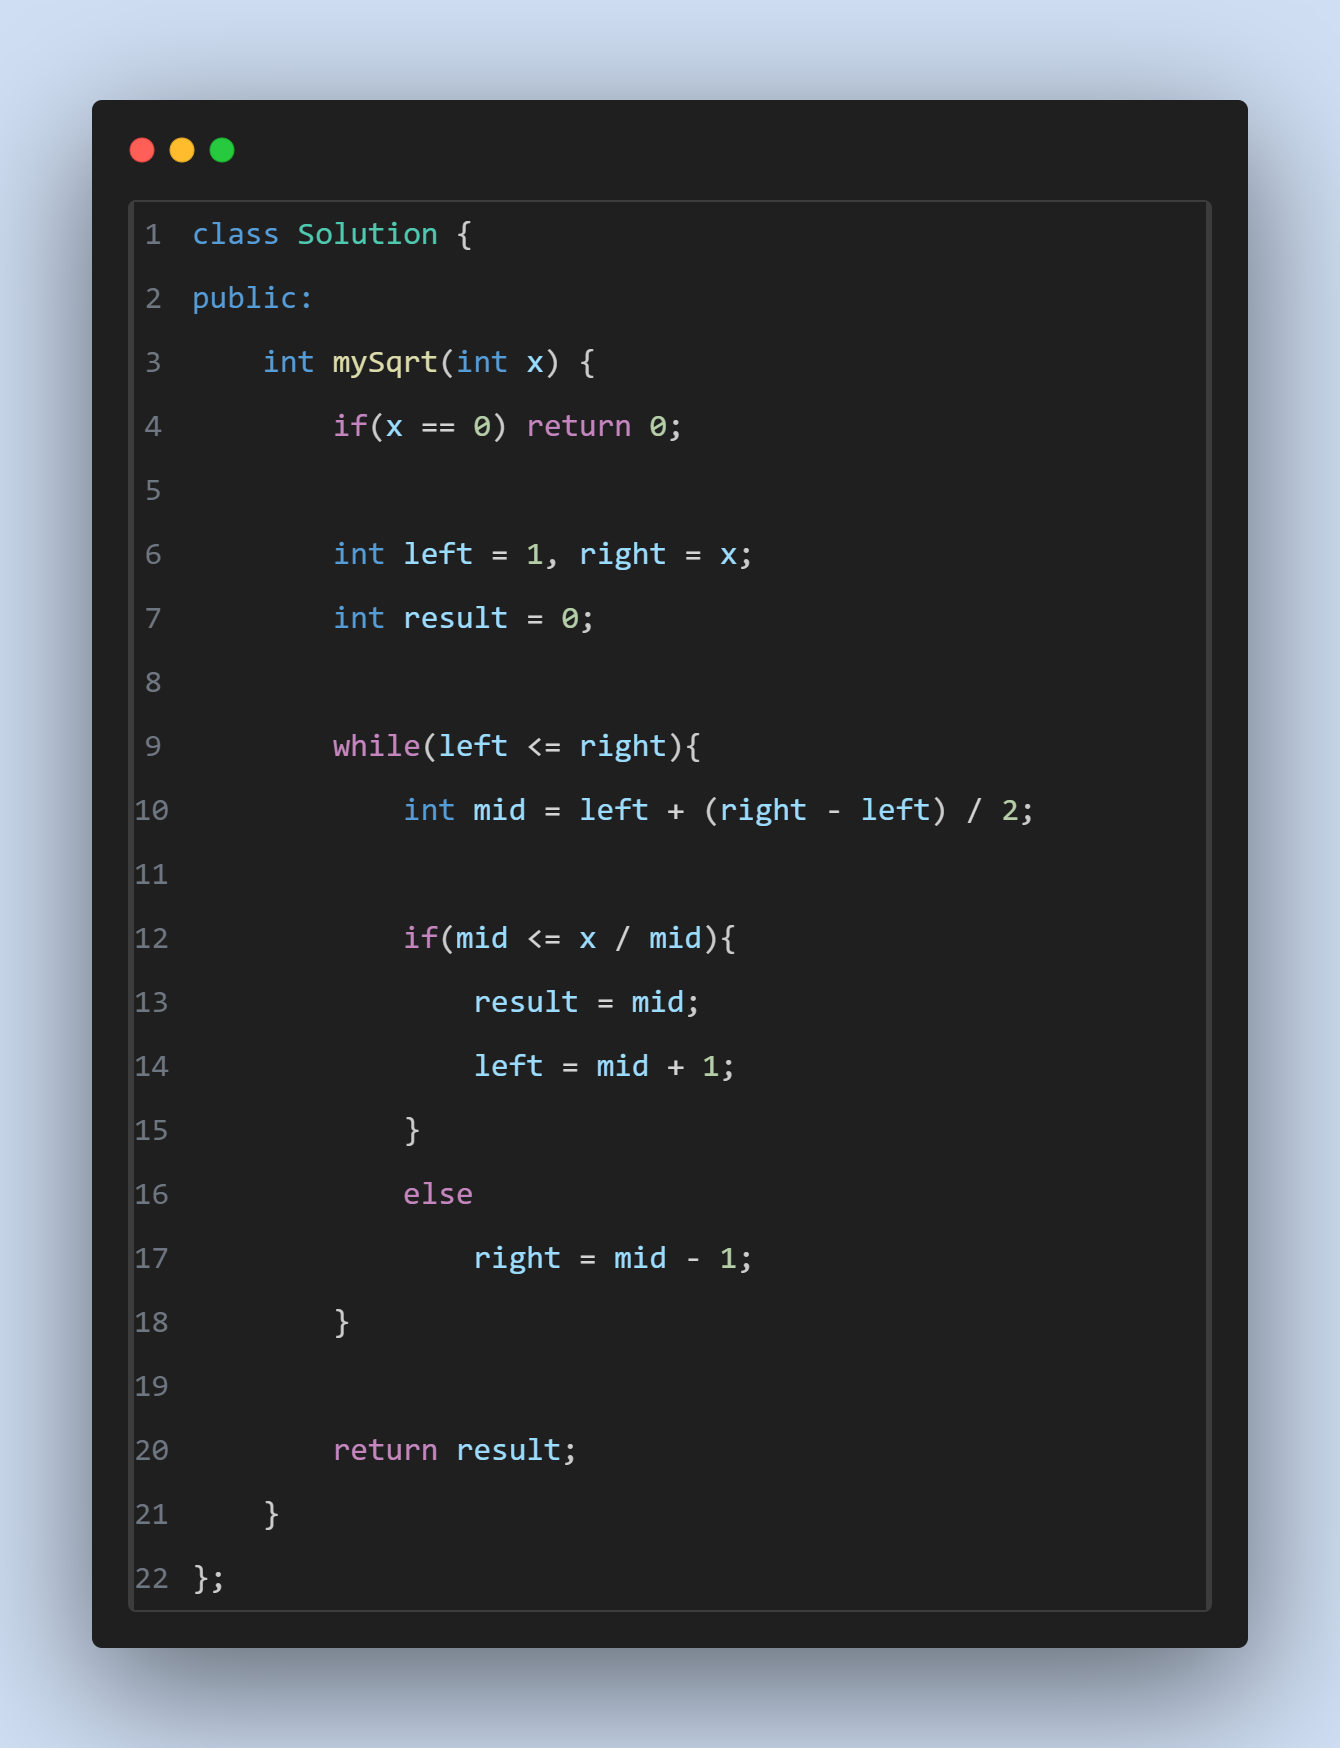 1 class Solution {
2 public:
3     int mySqrt(int x) {
4         if(x == 0) return 0;
5
6         int left = 1, right = x;
7         int result = 0;
8
9         while(left <= right){
10             int mid = left + (right - left) / 2;
11
12             if(mid <= x / mid){
13                 result = mid;
14                 left = mid + 1;
15             }
16             else
17                 right = mid - 1;
18         }
19
20         return result;
21     }
22 };